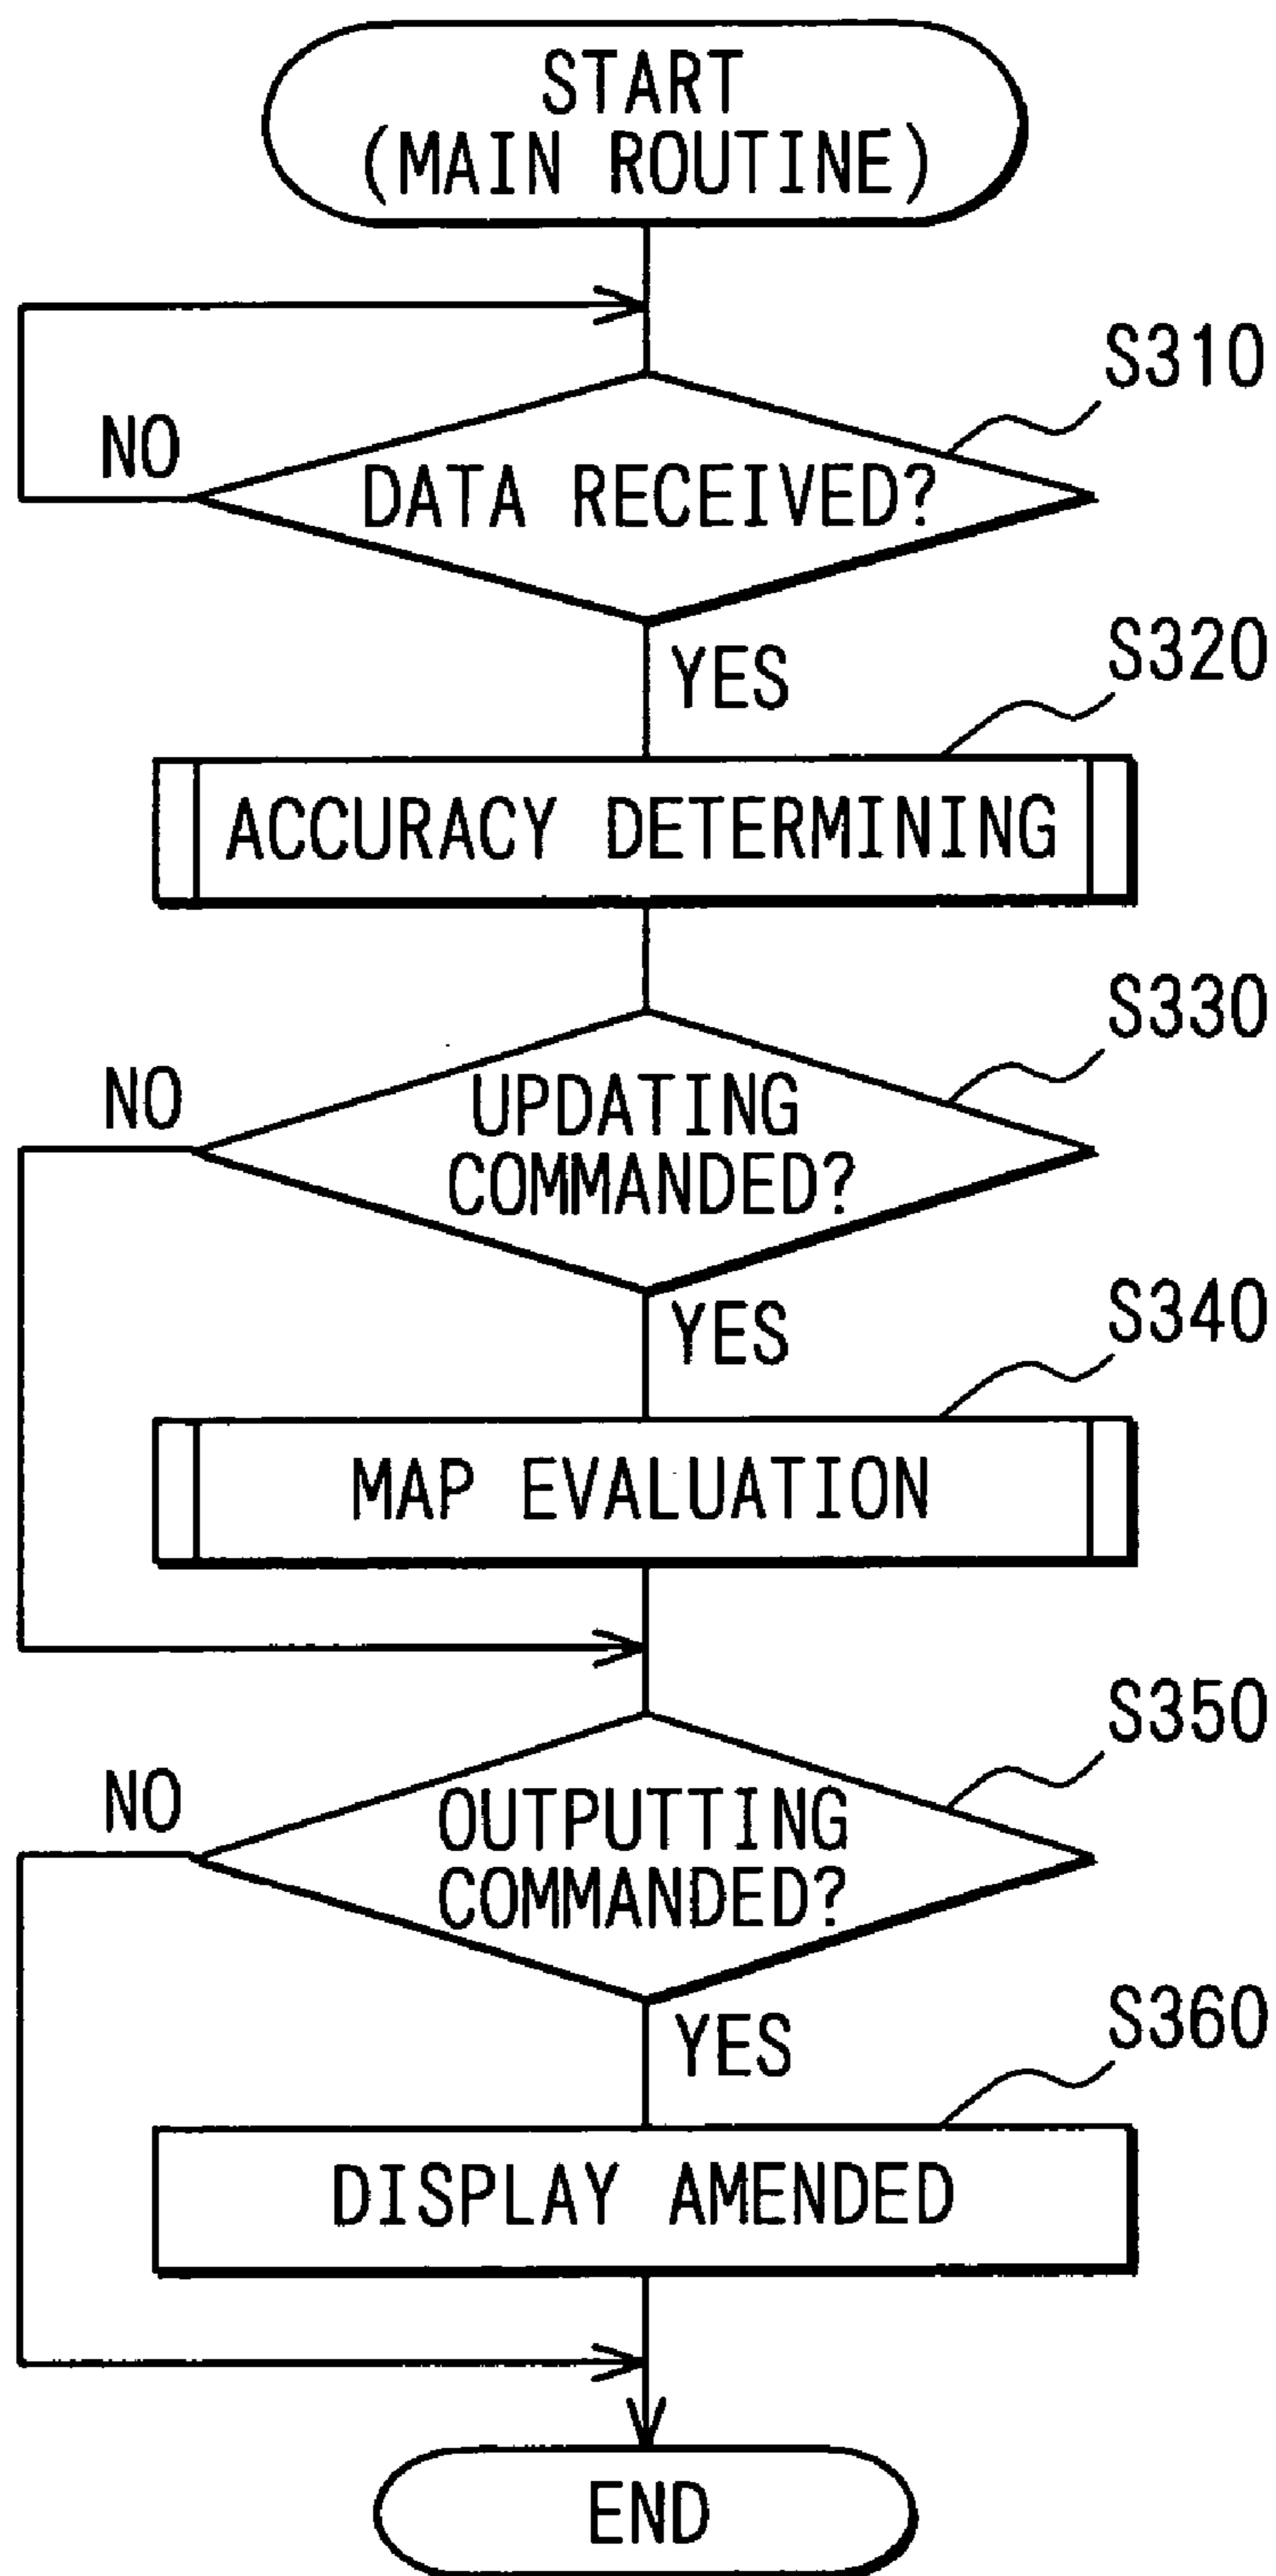 START
(MAIN ROUTINE)
S310
NO
DATA RECEIVED?
YES
S320
ACCURACY DETERMINING
S330
NO
UPDATING
COMMANDED?
YES
S340
MAP EVALUATION
S350
NO
OUTPUTTING
COMMANDED?
YES
S360
DISPLAY AMENDED
END